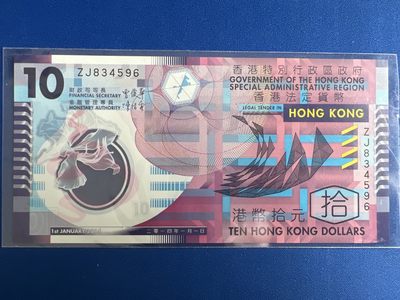 10
ZJ834596
財政司司長
FINANCIAL SECRETARY
金融管理專員
MONETARY AUTHORITY
香港特別行政區政府
GOVERNMENT OF THE HONG KONG
SPECIAL ADMINISTRATIVE REGION
香港法定貨幣
LEGAL TENDER IN
HONG KONG
ZJ834596
10
1st JANUARY 2014
二零一四年一月一日
港幣拾元
拾
TEN HONG KONG DOLLARS